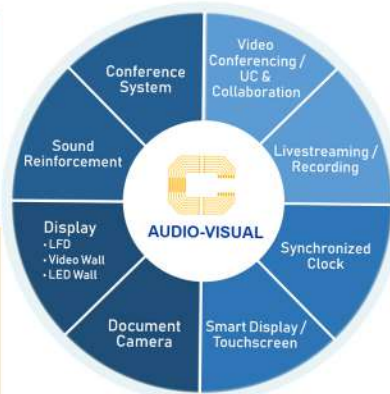 Video
Conferencing /
UC &
Collaboration
Livestreaming /
Recording
Synchronized
Clock
Smart Display /
Touchscreen
Document
Camera
Display
• LFD
• Video Wall
• LED Wall
Sound
Reinforcement
Conference
System
AUDIO-VISUAL